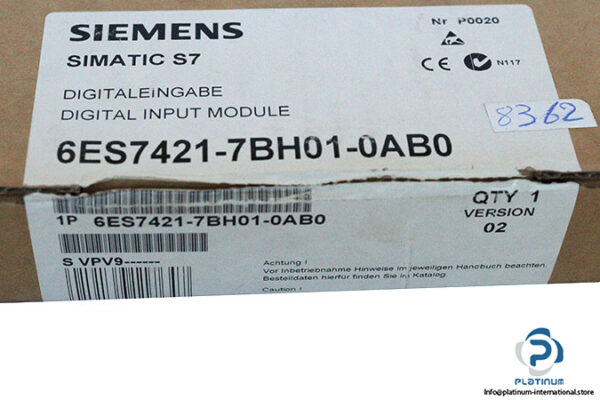 SIEMENS
Nr P0020
SIMATIC S7
CE N117
DIGITALEINGABE
DIGITAL INPUT MODULE
8362
6ES7421-7BH01-0AB0
1P 6ES7421-7BH01-0AB0
QTY 1
VERSION
02
S VPV9------
Achtung !
Vor Inbetriebnahme Hinweise im jeweiligen Handbuch beachten.
Bestelldaten hierfür finden Sie im Katalog.
Caution !
PLATINUM
info@platinum-international.store